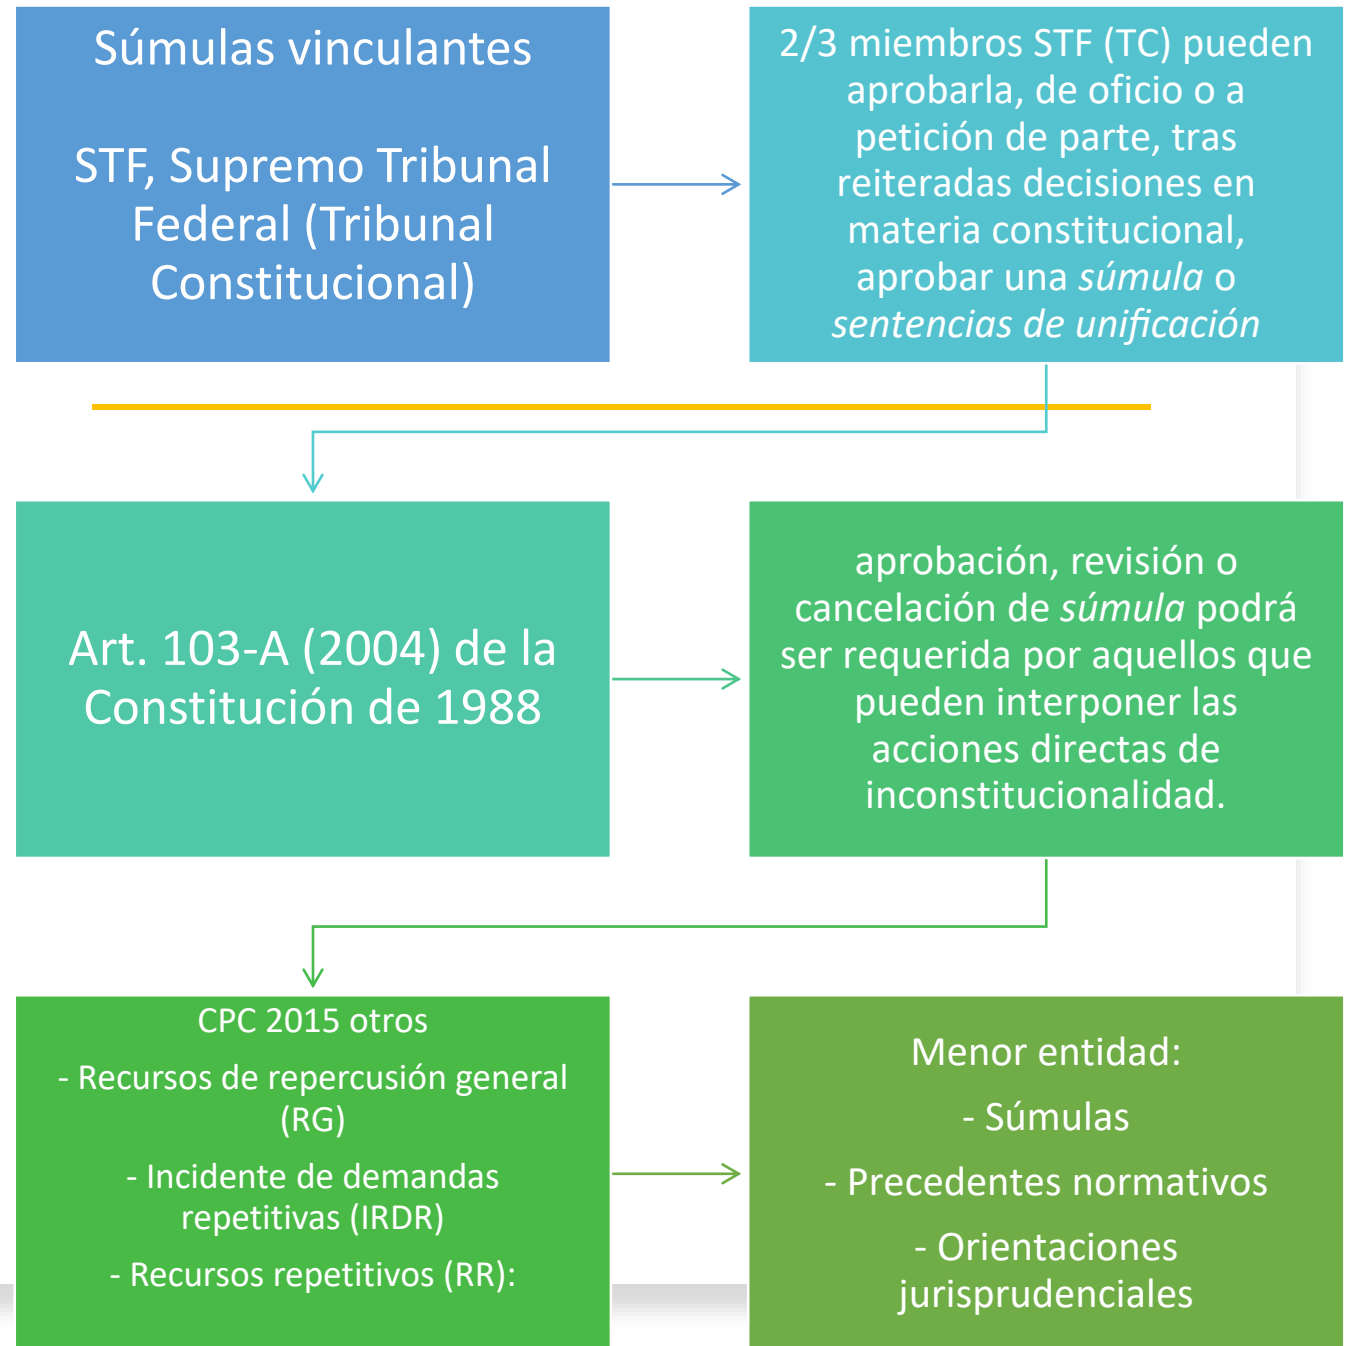 Súmulas vinculantes
STF, Supremo Tribunal
Federal (Tribunal
Constitucional)
2/3 miembros STF (TC) pueden
aprobarla, de oficio o a
petición de parte, tras
reiteradas decisiones en
materia constitucional,
aprobar una súmula o
sentencias de unificación
Art. 103-A (2004) de la
Constitución de 1988
aprobación, revisión o
cancelación de súmula podrá
ser requerida por aquellos que
pueden interponer las
acciones directas de
inconstitucionalidad.
CPC 2015 otros
- Recursos de repercusión general
(RG)
- Incidente de demandas
repetitivas (IRDR)
- Recursos repetitivos (RR):
Menor entidad:
- Súmulas
- Precedentes normativos
- Orientaciones
jurisprudenciales